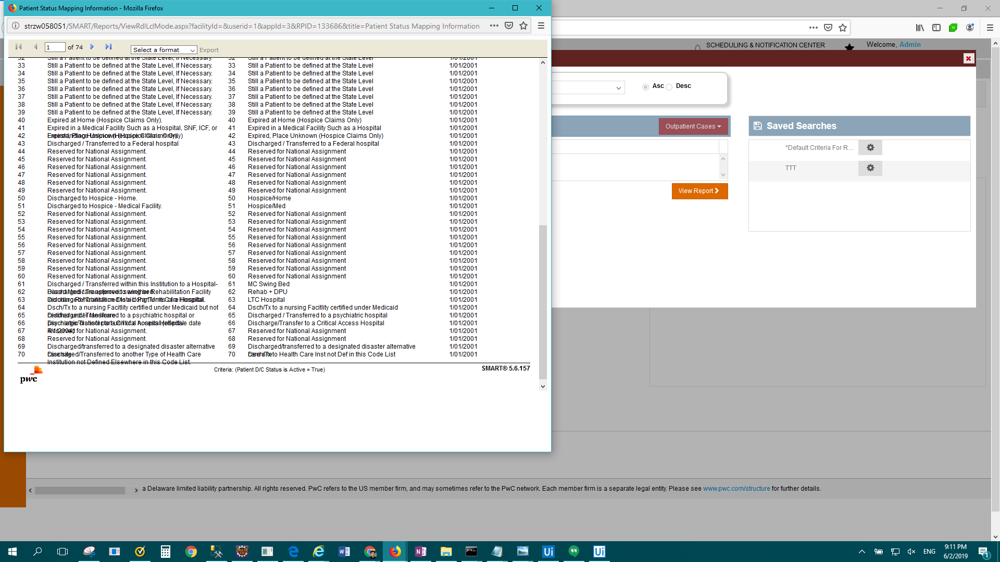 Patient Status Mapping Information - Mozilla Firefox
strzw058051/SMART/Reports/ViewRdlLclMode.aspx?facilityId=&userid=1&appId=3&RPID=133686&title=Patient Status Mapping Information
1 of 74 Select a format Export
32 Still a Patient to be defined at the State Level, If Necessary. 32 Still a Patient to be defined at the State Level 1/01/2001
33 Still a Patient to be defined at the State Level, If Necessary. 33 Still a Patient to be defined at the State Level 1/01/2001
34 Still a Patient to be defined at the State Level, If Necessary. 34 Still a Patient to be defined at the State Level 1/01/2001
35 Still a Patient to be defined at the State Level, If Necessary. 35 Still a Patient to be defined at the State Level 1/01/2001
36 Still a Patient to be defined at the State Level, If Necessary. 36 Still a Patient to be defined at the State Level 1/01/2001
37 Still a Patient to be defined at the State Level, If Necessary. 37 Still a Patient to be defined at the State Level 1/01/2001
38 Still a Patient to be defined at the State Level, If Necessary. 38 Still a Patient to be defined at the State Level 1/01/2001
39 Still a Patient to be defined at the State Level, If Necessary. 39 Still a Patient to be defined at the State Level 1/01/2001
40 Expired at Home (Hospice Claims Only). 40 Expired at Home (Hospice Claims Only) 1/01/2001
41 Expired in a Medical Facility Such as a Hospital, SNF, ICF, or 41 Expired in a Medical Facility Such as a Hospital 1/01/2001
42 Expired, Place Unknown (Hospice Claims Only) 42 Expired, Place Unknown (Hospice Claims Only) 1/01/2001
43 Discharged / Transferred to a Federal hospital 43 Discharged / Transferred to a Federal hospital 1/01/2001
44 Reserved for National Assignment. 44 Reserved for National Assignment 1/01/2001
45 Reserved for National Assignment. 45 Reserved for National Assignment 1/01/2001
46 Reserved for National Assignment. 46 Reserved for National Assignment 1/01/2001
47 Reserved for National Assignment. 47 Reserved for National Assignment 1/01/2001
48 Reserved for National Assignment. 48 Reserved for National Assignment 1/01/2001
49 Reserved for National Assignment. 49 Reserved for National Assignment 1/01/2001
50 Discharged to Hospice - Home. 50 Hospice/Home 1/01/2001
51 Discharged to Hospice - Medical Facility. 51 Hospice/Med 1/01/2001
52 Reserved for National Assignment. 52 Reserved for National Assignment 1/01/2001
53 Reserved for National Assignment. 53 Reserved for National Assignment 1/01/2001
54 Reserved for National Assignment. 54 Reserved for National Assignment 1/01/2001
55 Reserved for National Assignment. 55 Reserved for National Assignment 1/01/2001
56 Reserved for National Assignment. 56 Reserved for National Assignment 1/01/2001
57 Reserved for National Assignment. 57 Reserved for National Assignment 1/01/2001
58 Reserved for National Assignment. 58 Reserved for National Assignment 1/01/2001
59 Reserved for National Assignment. 59 Reserved for National Assignment 1/01/2001
60 Reserved for National Assignment. 60 Reserved for National Assignment 1/01/2001
61 Discharged / Transferred within this Institution to a Hospital- 61 MC Swing Bed 1/01/2001
62 Rehabilitation Facility 62 Rehab + DPU 1/01/2001
63 63 LTC Hospital 1/01/2001
64 Dsch/Tx to a nursing Facitlity certified under Medicaid but not 64 Dsch/Tx to a nursing Facitlity certified under Medicaid 1/01/2001
65 to a psychiatric hospital or 65 Discharged / Transferred to a psychiatric hospital 1/01/2001
66 (effective date 66 Discharge/Transfer to a Critical Access Hospital 1/01/2001
67 Reserved for National Assignment. 67 Reserved for National Assignment 1/01/2001
68 Reserved for National Assignment. 68 Reserved for National Assignment 1/01/2001
69 Discharged/transferred to a designated disaster alternative 69 Discharged/transferred to a designated disaster alternative 1/01/2001
70 Discharged/Transferred to another Type of Health Care 70 Dsch/Tx to Health Care Inst not Def in this Code List 1/01/2001
Institution not Defined Elsewhere in this Code List.
pwc
Criteria: (Patient D/C Status is Active = True)
SMART® 5.6.157
SCHEDULING & NOTIFICATION CENTER
Welcome, Admin
Asc Desc
Outpatient Cases
View Report
Saved Searches
*Default Criteria For R...
TTT
a Delaware limited liability partnership. All rights reserved. PwC refers to the US member firm, and may sometimes refer to the PwC network. Each member firm is a separate legal entity. Please see www.pwc.com/structure for further details.
ENG
9:11 PM
6/2/2019
1